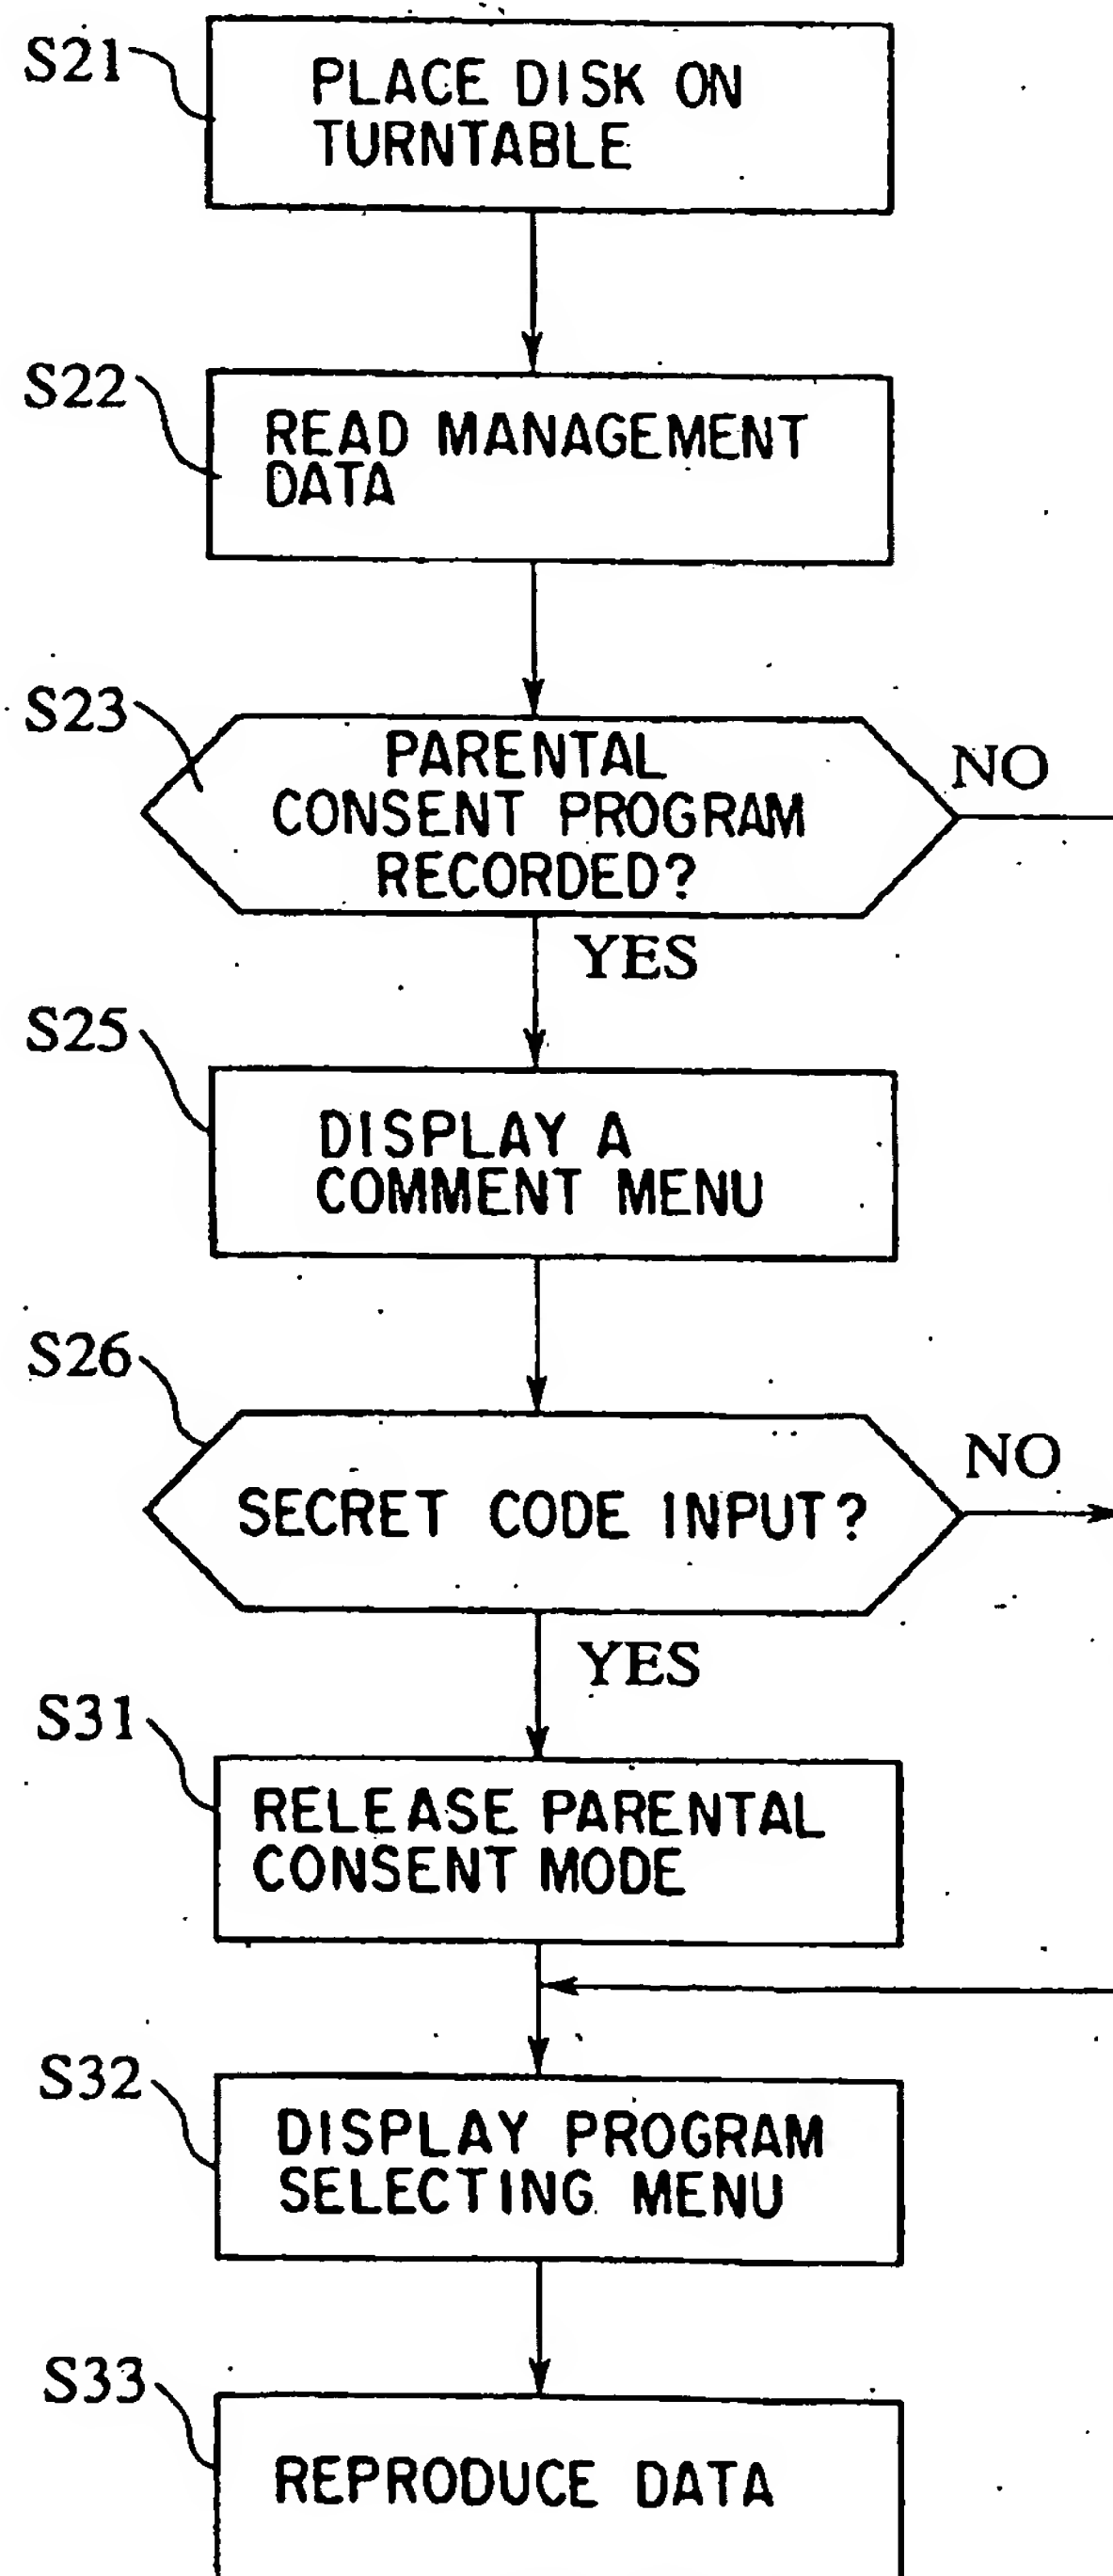 S21
PLACE DISK ON
TURNTABLE
S22
READ MANAGEMENT
DATA
S23
PARENTAL
CONSENT PROGRAM
RECORDED?
NO
YES
S25
DISPLAY A
COMMENT MENU
S26
SECRET CODE INPUT?
NO
YES
S31
RELEASE PARENTAL
CONSENT MODE
S32
DISPLAY PROGRAM
SELECTING MENU
S33
REPRODUCE DATA